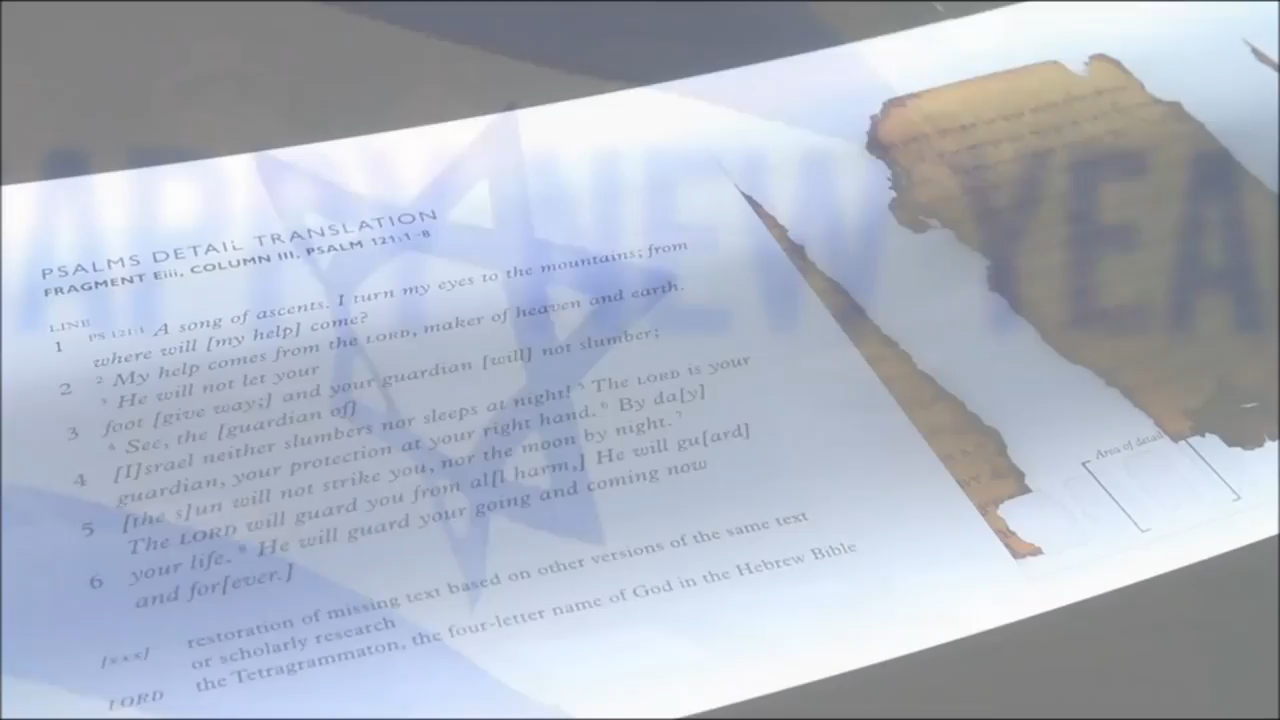 APPY NEW YEA
PSALMS DETAIL TRANSLATION
FRAGMENT Eiii, COLUMN III, PSALM 121:1-8
LINE
1 PS 121:1 A song of ascents. I turn my eyes to the mountains; from
where will [my help] come?
2 2 My help comes from the LORD, maker of heaven and earth.
3 He will not let your
3 foot [give way;] and your guardian [will] not slumber;
4 See, the [guardian of]
4 [I]srael neither slumbers nor sleeps at night! 5 The LORD is your
guardian, your protection at your right hand. 6 By da[y]
5 [the s]un will not strike you, nor the moon by night. 7
The LORD will guard you from al[l harm,] He will gu[ard]
6 your life. 8 He will guard your going and coming now
and for[ever.]
[xxx] restoration of missing text based on other versions of the same text
or scholarly research
LORD the Tetragrammaton, the four-letter name of God in the Hebrew Bible
Area of detail